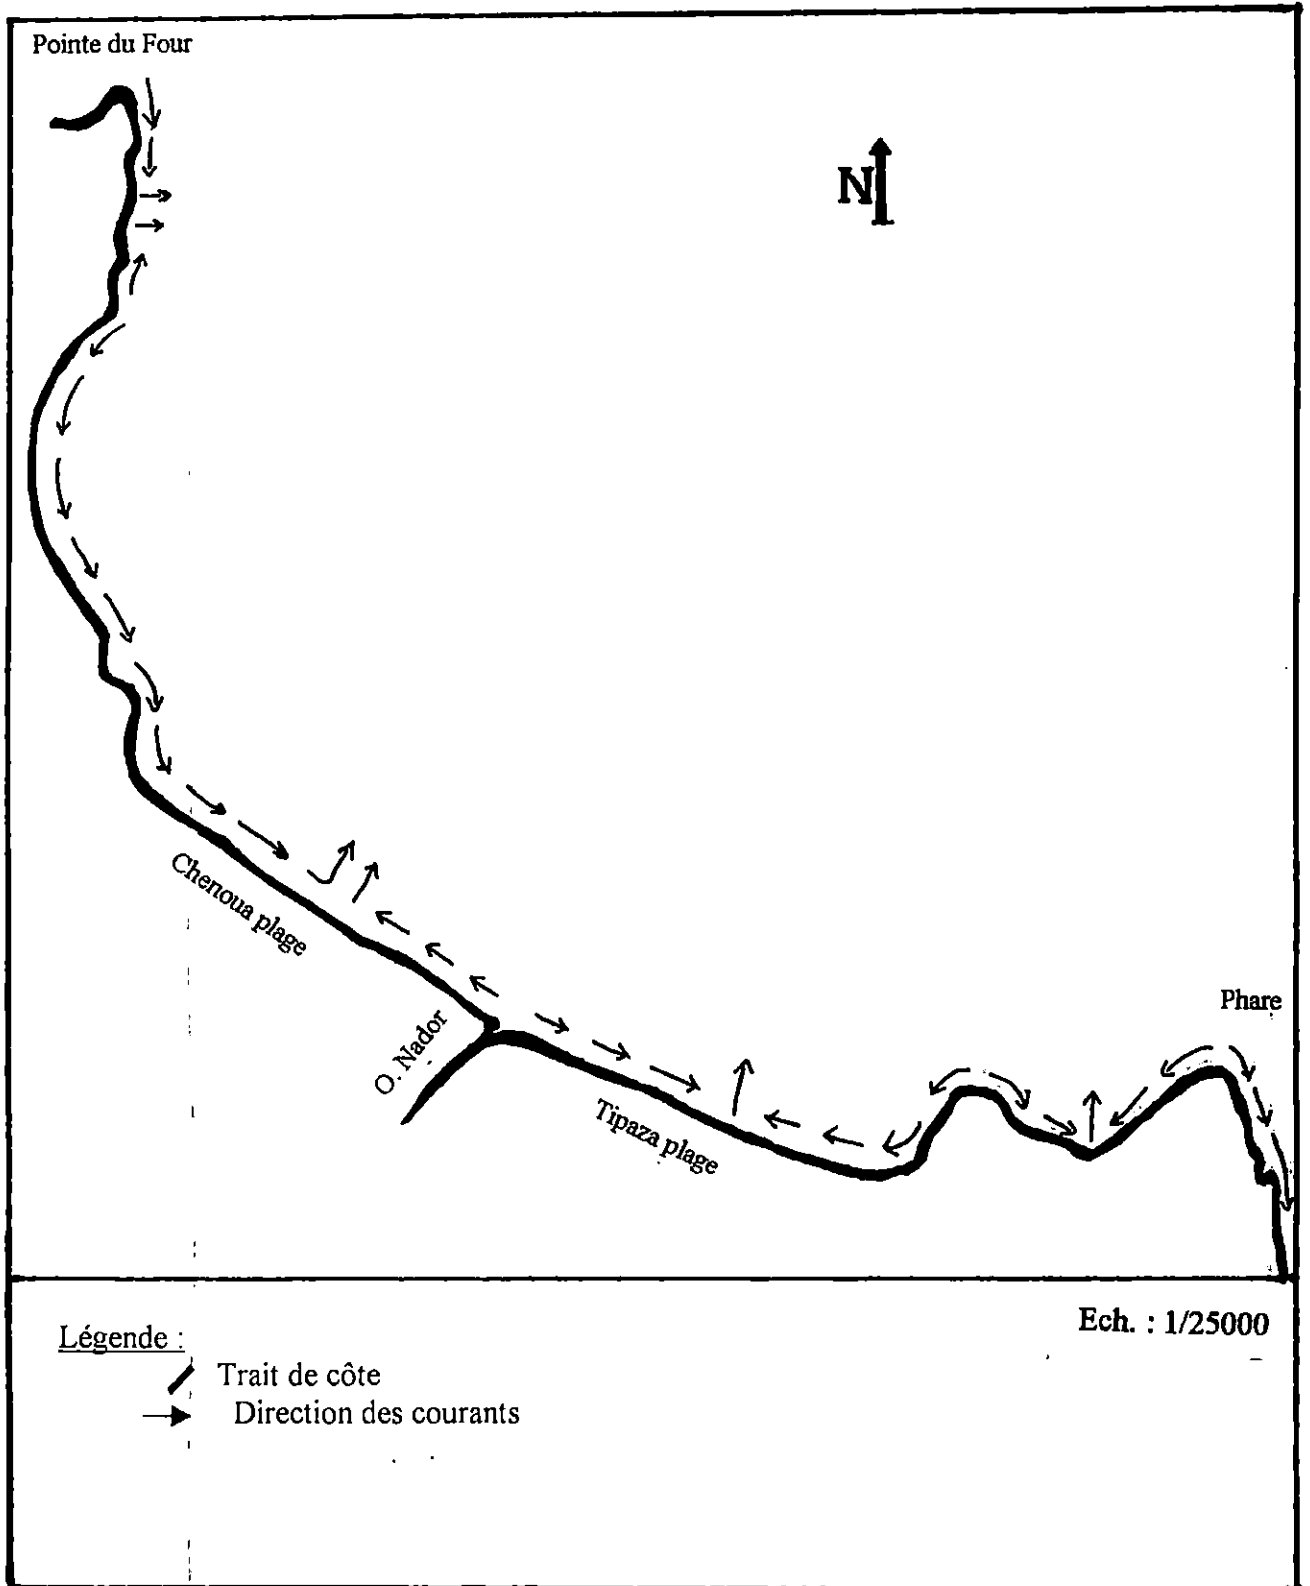 Pointe du Four
N
Chenoua plage
O. Nador
Tipaza plage
Phare
Ech. : 1/25000
Légende :
Trait de côte
Direction des courants